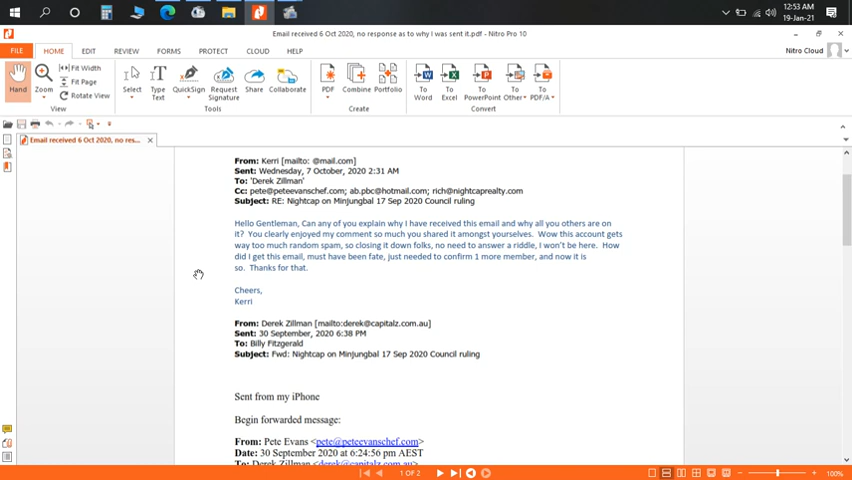 12:53 AM
19-Jan-21
Email received 6 Oct 2020, no response as to why I was sent it.pdf - Nitro Pro 10
FILE HOME EDIT REVIEW FORMS PROTECT CLOUD HELP
Nitro Cloud
Hand
Zoom
Fit Width
Fit Page
Rotate View
View
Select
Type Text
QuickSign
Request Signature
Share
Collaborate
Tools
PDF
Combine
Portfolio
Create
To Word
To Excel
To PowerPoint
To Other
To PDF/A
Convert
Email received 6 Oct 2020, no res...
From: Kerri [mailto: @mail.com]
Sent: Wednesday, 7 October, 2020 2:31 AM
To: 'Derek Zillman'
Cc: pete@peteevanschef.com; ab.pbc@hotmail.com; rich@nightcaprealty.com
Subject: RE: Nightcap on Minjungbal 17 Sep 2020 Council ruling
Hello Gentleman, Can any of you explain why I have received this email and why all you others are on
it? You clearly enjoyed my comment so much you shared it amongst yourselves. Wow this account gets
way too much random spam, so closing it down folks, no need to answer a riddle, I won't be here. How
did I get this email, must have been fate, just needed to confirm 1 more member, and now it is
so. Thanks for that.
Cheers,
Kerri
From: Derek Zillman [mailto:derek@capitalz.com.au]
Sent: 30 September, 2020 6:38 PM
To: Billy Fitzgerald
Subject: Fwd: Nightcap on Minjungbal 17 Sep 2020 Council ruling
Sent from my iPhone
Begin forwarded message:
From: Pete Evans <pete@peteevanschef.com>
Date: 30 September 2020 at 6:24:56 pm AEST
To: Derek Zillman <derek@capitalz.com.au>
1 OF 2
100%